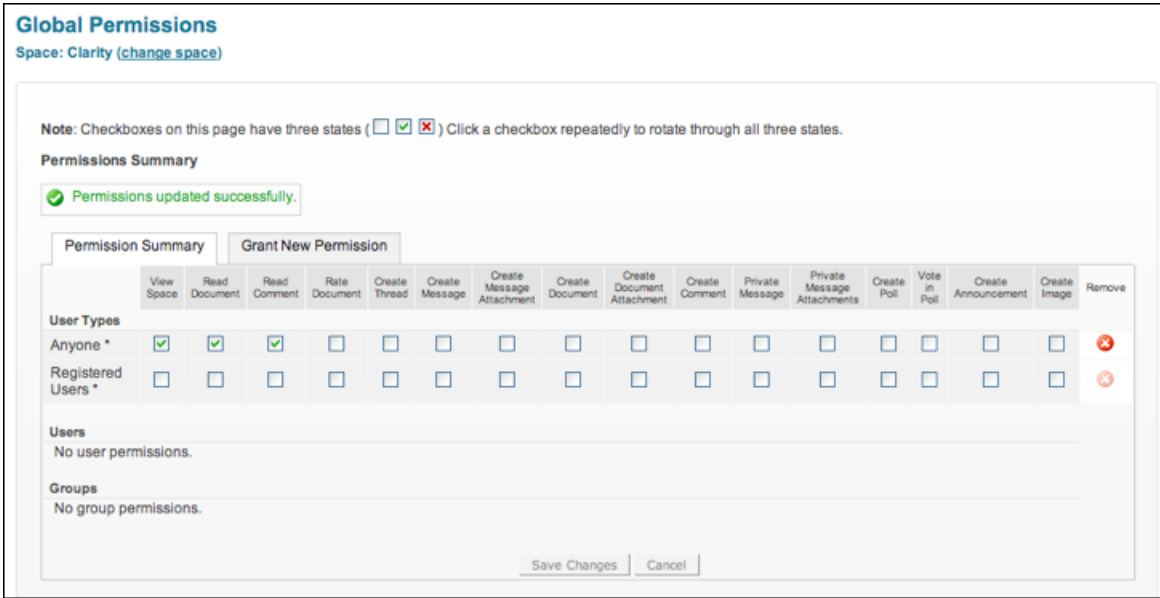 Global Permissions
Space: Clarity (change space)
Note: Checkboxes on this page have three states ( ) Click a checkbox repeatedly to rotate through all three states.
Permissions Summary
Permissions updated successfully.
Permission Summary Grant New Permission
View Space Read Document Read Comment Rate Document Create Thread Create Message Create Message Attachment Create Document Create Document Attachment Create Comment Private Message Private Message Attachments Create Poll Vote in Poll Create Announcement Create Image Remove
User Types
Anyone *
Registered Users *
Users
No user permissions.
Groups
No group permissions.
Save Changes Cancel